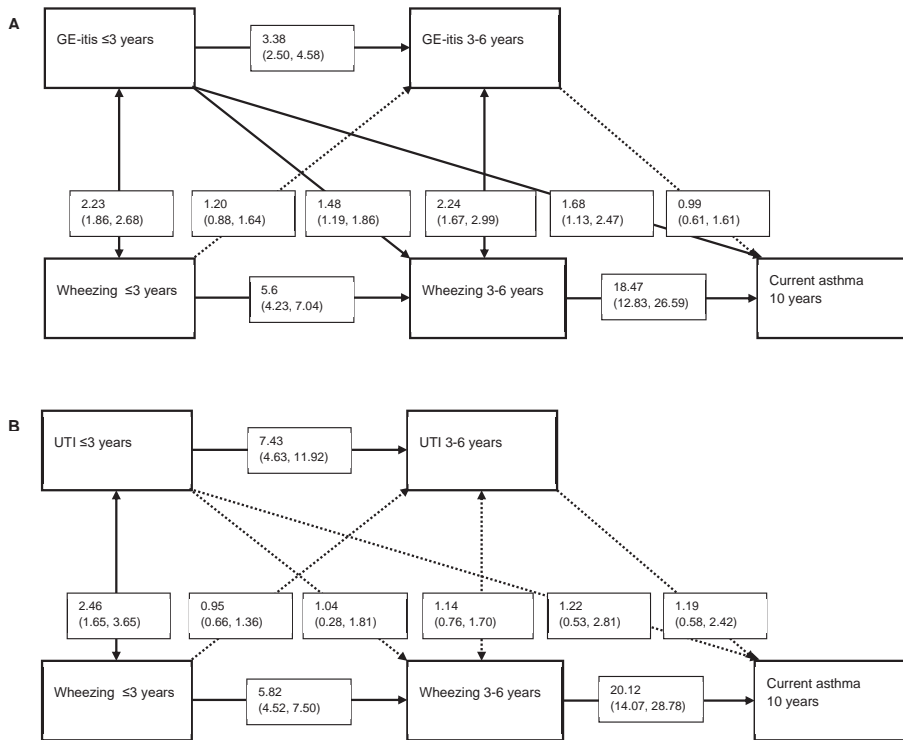 A
GE-itis ≤3 years
3.38
(2.50, 4.58)
GE-itis 3-6 years
2.23
(1.86, 2.68)
1.20
(0.88, 1.64)
1.48
(1.19, 1.86)
2.24
(1.67, 2.99)
1.68
(1.13, 2.47)
0.99
(0.61, 1.61)
Wheezing ≤3 years
5.6
(4.23, 7.04)
Wheezing 3-6 years
18.47
(12.83, 26.59)
Current asthma
10 years
B
UTI ≤3 years
7.43
(4.63, 11.92)
UTI 3-6 years
2.46
(1.65, 3.65)
0.95
(0.66, 1.36)
1.04
(0.28, 1.81)
1.14
(0.76, 1.70)
1.22
(0.53, 2.81)
1.19
(0.58, 2.42)
Wheezing ≤3 years
5.82
(4.52, 7.50)
Wheezing 3-6 years
20.12
(14.07, 28.78)
Current asthma
10 years